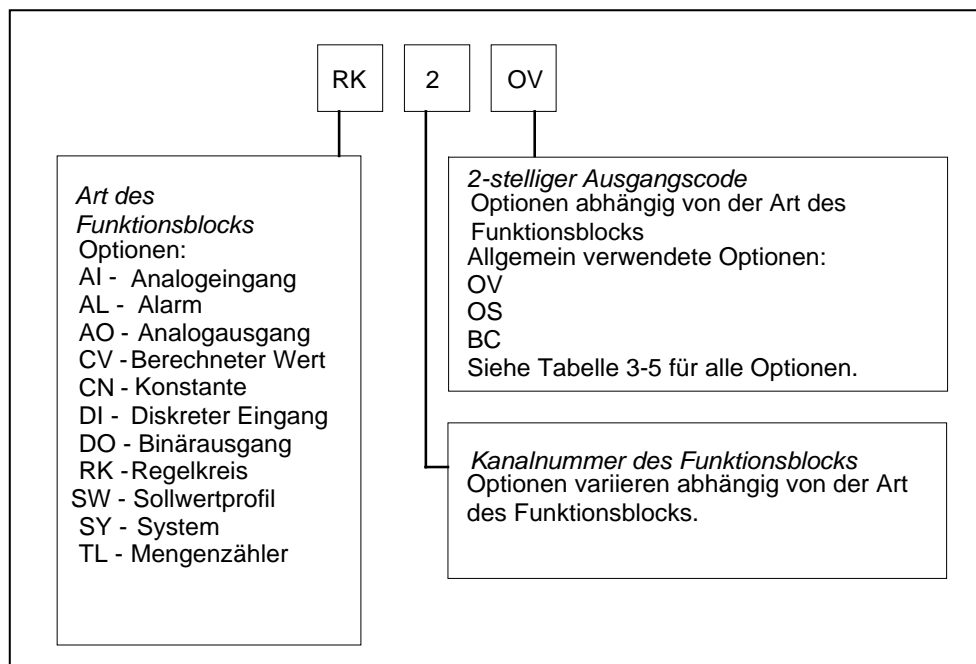 RK 2 OV
Art des
Funktionsblocks
Optionen:
AI - Analogeingang
AL - Alarm
AO - Analogausgang
CV - Berechneter Wert
CN - Konstante
DI - Diskreter Eingang
DO - Binärausgang
RK - Regelkreis
SW - Sollwertprofil
SY - System
TL - Mengenzähler
2-stelliger Ausgangscode
Optionen abhängig von der Art des
Funktionsblocks
Allgemein verwendete Optionen:
OV
OS
BC
Siehe Tabelle 3-5 für alle Optionen.
Kanalnummer des Funktionsblocks
Optionen variieren abhängig von der Art
des Funktionsblocks.